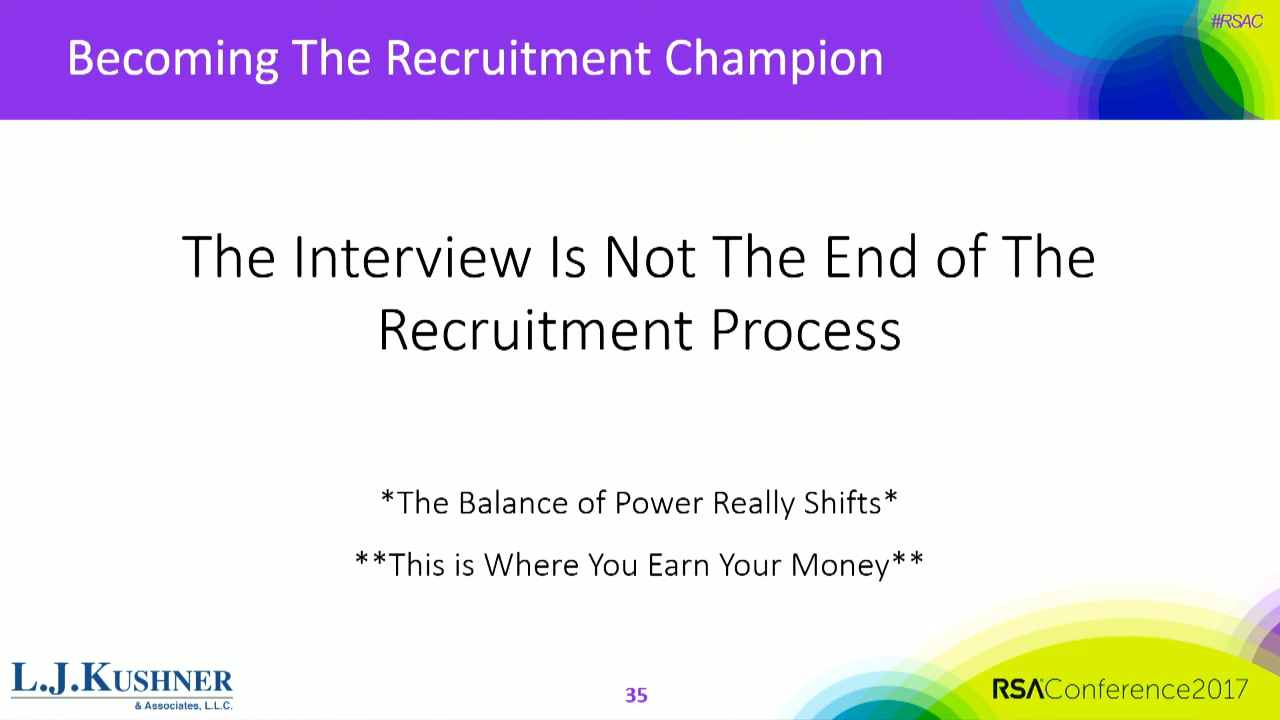 #RSAC
Becoming The Recruitment Champion
The Interview Is Not The End of The
Recruitment Process
*The Balance of Power Really Shifts*
**This is Where You Earn Your Money**
L.J.KUSHNER
& Associates, L.L.C.
35
RSAConference2017